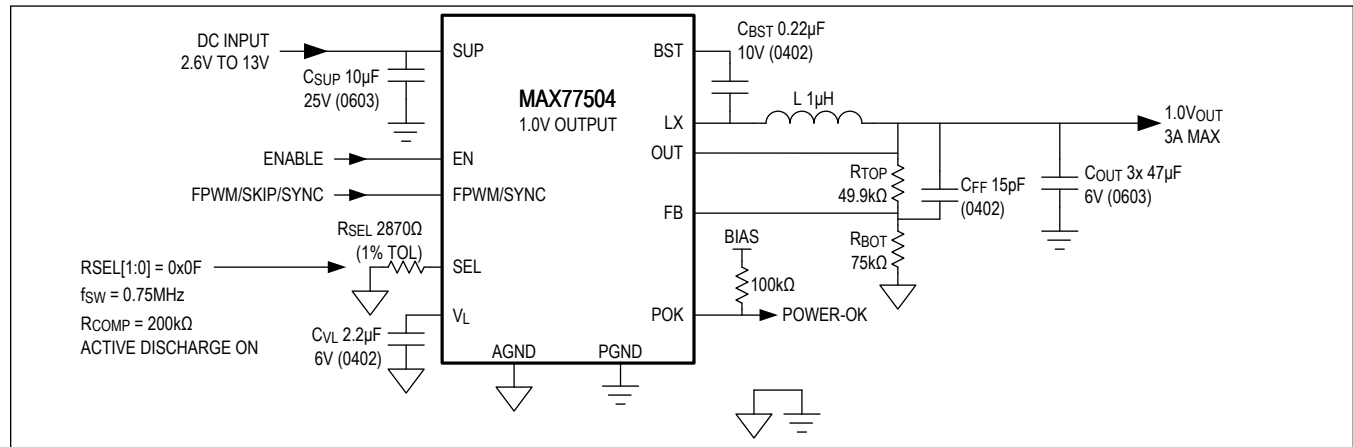 DC INPUT
2.6V TO 13V
CSUP 10µF
25V (0603)
ENABLE
FPWM/SKIP/SYNC
RSEL 2870Ω
(1% TOL)
RSEL[1:0] = 0x0F
fSW = 0.75MHz
RCOMP = 200kΩ
ACTIVE DISCHARGE ON
CVL 2.2µF
6V (0402)
SUP
BST
MAX77504
1.0V OUTPUT
LX
OUT
EN
FPWM/SYNC
FB
SEL
VL
POK
AGND
PGND
CBST 0.22µF
10V (0402)
L 1µH
1.0VOUT
3A MAX
RTOP
49.9kΩ
CFF 15pF
(0402)
COUT 3x 47µF
6V (0603)
RBOT
75kΩ
BIAS
100kΩ
POWER-OK